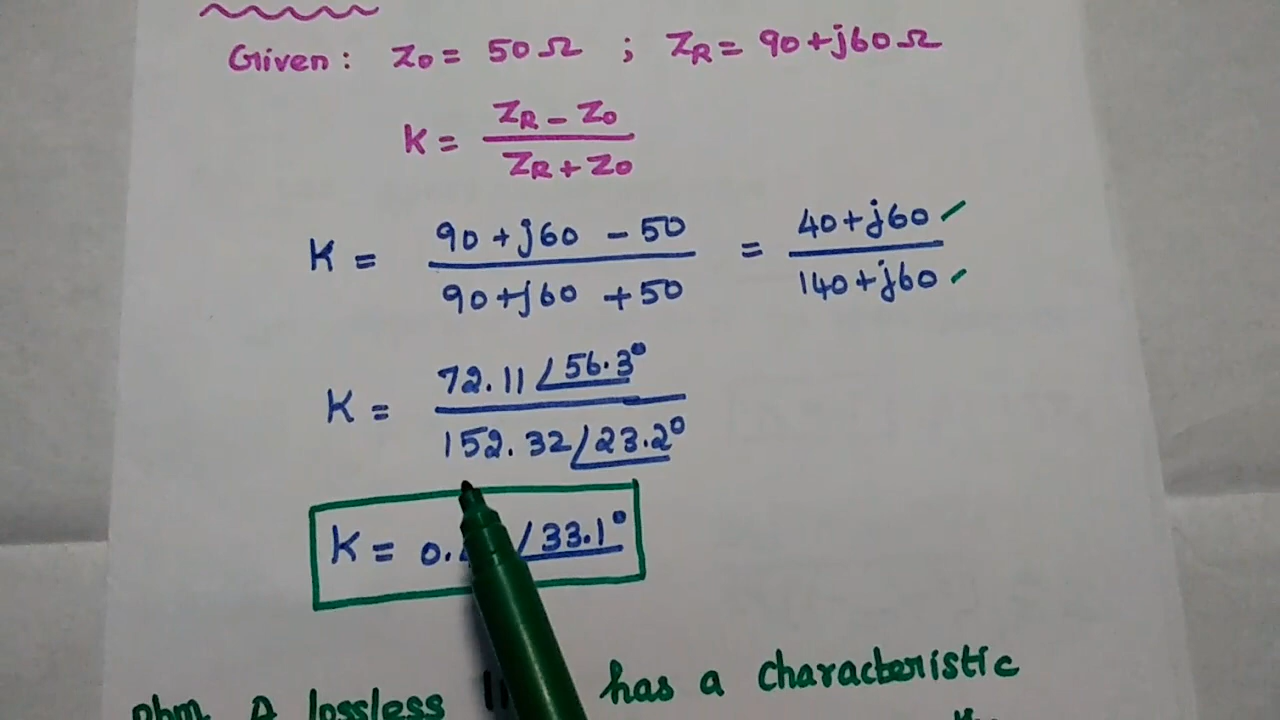 Given: Z0 = 50Ω ; ZR = 90+j60Ω
K = ZR - Z0 / ZR + Z0
K = 90+j60 - 50 / 90+j60 +50 = 40+j60 / 140+j60
K = 72.11∠56.3° / 152.32∠23.2°
K = 0. ∠33.1°
ohm. A lossless has a characteristic